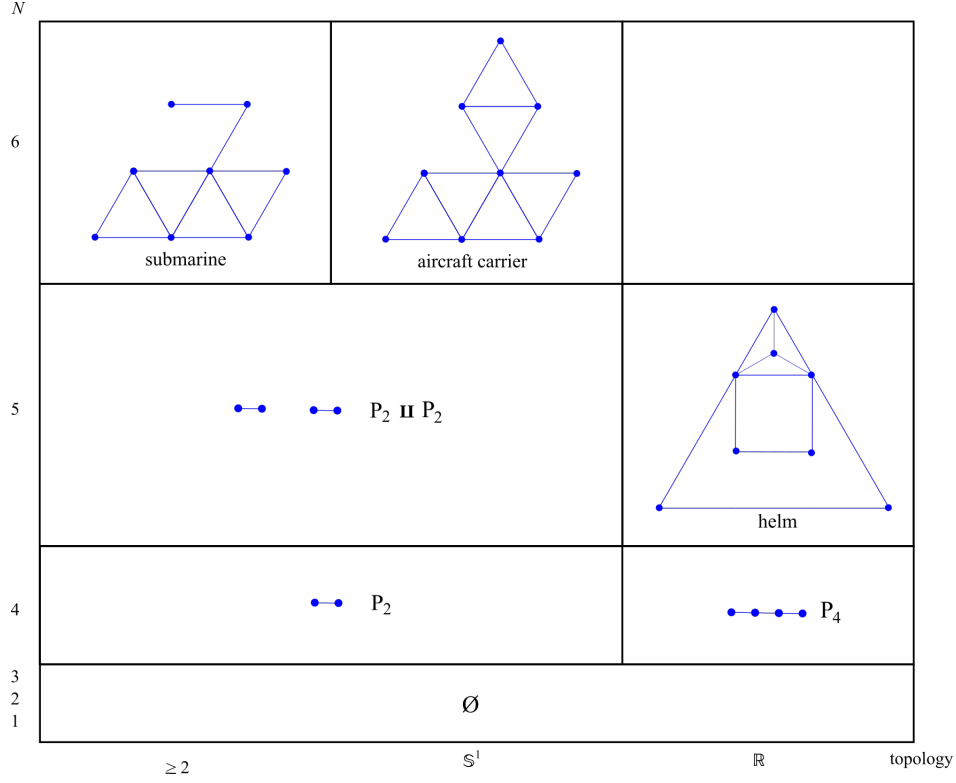 N
6
submarine
aircraft carrier
5
P₂ ⨿ P₂
helm
4
P₂
P₄
3
2
1
Ø
≥ 2
𝕊¹
ℝ
topology